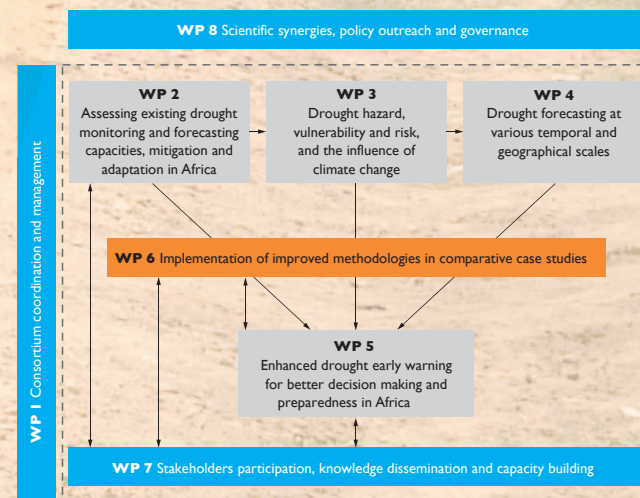 WP 8 Scientific synergies, policy outreach and governance
WP 1 Consortium coordination and management
WP 2
Assessing existing drought
monitoring and forecasting
capacities, mitigation and
adaptation in Africa
WP 3
Drought hazard,
vulnerability and risk,
and the influence of
climate change
WP 4
Drought forecasting at
various temporal and
geographical scales
WP 6 Implementation of improved methodologies in comparative case studies
WP 5
Enhanced drought early warning
for better decision making and
preparedness in Africa
WP 7 Stakeholders participation, knowledge dissemination and capacity building